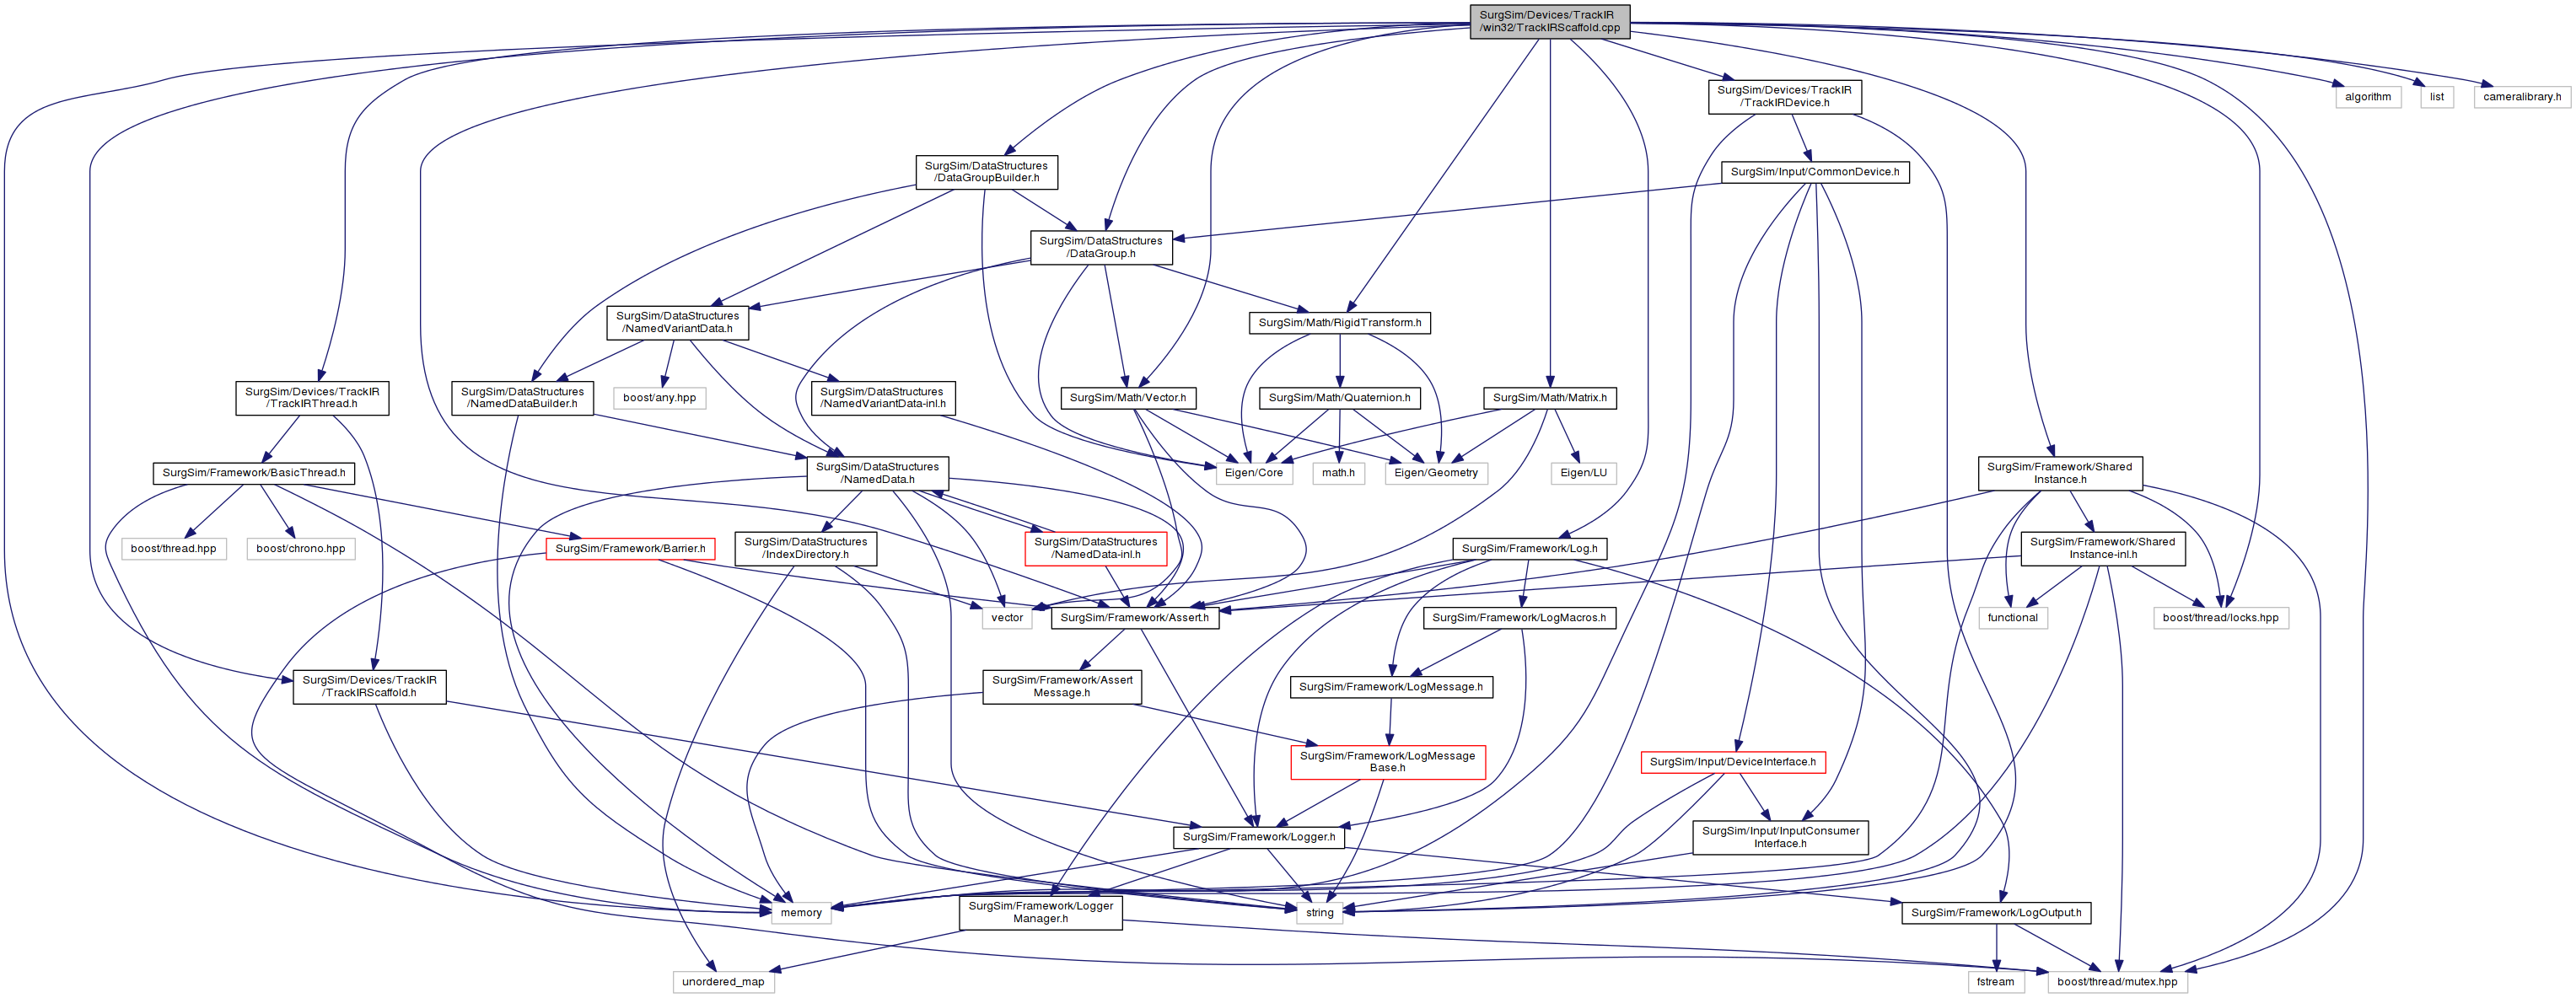 SurgSim/Devices/TrackIR
/win32/TrackIRScaffold.cpp
SurgSim/Devices/TrackIR
/TrackIRDevice.h
algorithm
list
cameralibrary.h
SurgSim/DataStructures
/DataGroupBuilder.h
SurgSim/Input/CommonDevice.h
SurgSim/DataStructures
/DataGroup.h
SurgSim/DataStructures
/NamedVariantData.h
SurgSim/Math/RigidTransform.h
SurgSim/Devices/TrackIR
/TrackIRThread.h
SurgSim/DataStructures
/NamedDataBuilder.h
boost/any.hpp
SurgSim/DataStructures
/NamedVariantData-inl.h
SurgSim/Math/Vector.h
SurgSim/Math/Quaternion.h
SurgSim/Math/Matrix.h
SurgSim/Framework/BasicThread.h
SurgSim/DataStructures
/NamedData.h
Eigen/Core
math.h
Eigen/Geometry
Eigen/LU
SurgSim/Framework/Shared
Instance.h
boost/thread.hpp
boost/chrono.hpp
SurgSim/Framework/Barrier.h
SurgSim/DataStructures
/IndexDirectory.h
SurgSim/DataStructures
/NamedData-inl.h
SurgSim/Framework/Log.h
SurgSim/Framework/Shared
Instance-inl.h
vector
SurgSim/Framework/Assert.h
SurgSim/Framework/LogMacros.h
functional
boost/thread/locks.hpp
SurgSim/Devices/TrackIR
/TrackIRScaffold.h
SurgSim/Framework/Assert
Message.h
SurgSim/Framework/LogMessage.h
SurgSim/Framework/LogMessage
Base.h
SurgSim/Input/DeviceInterface.h
SurgSim/Framework/Logger.h
SurgSim/Input/InputConsumer
Interface.h
memory
SurgSim/Framework/Logger
Manager.h
string
SurgSim/Framework/LogOutput.h
unordered_map
fstream
boost/thread/mutex.hpp